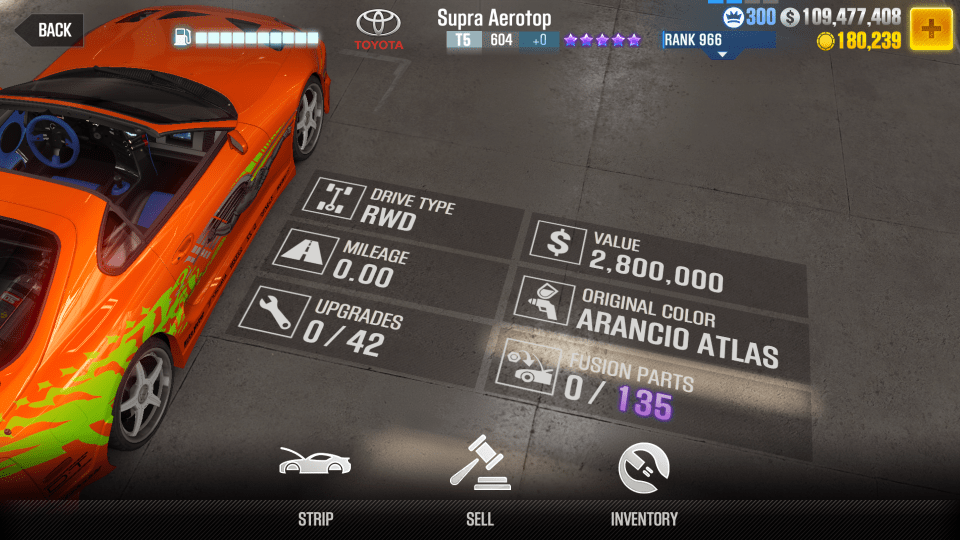 BACK
TOYOTA
Supra Aerotop
T5 604 +0
300 $ 109,477,408
RANK 966
180,239
+
DRIVE TYPE
RWD
MILEAGE
0.00
UPGRADES
0 / 42
$
VALUE
2,800,000
ORIGINAL COLOR
ARANCIO ATLAS
FUSION PARTS
0 / 135
STRIP
SELL
INVENTORY